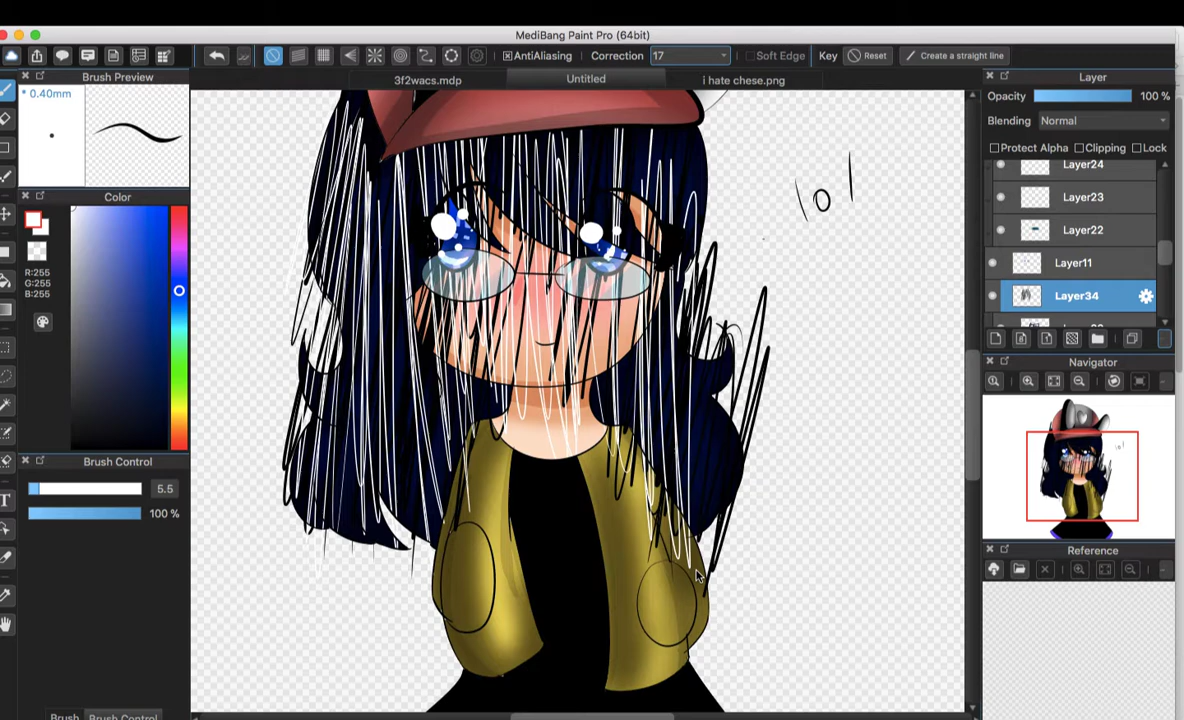 MediBang Paint Pro (64bit)
AntiAliasing Correction 17 Soft Edge Key Reset Create a straight line
3f2wacs.mdp Untitled i hate chese.png
Brush Preview
* 0.40mm
Color
R:255
G:255
B:255
Brush Control
5.5
100 %
Brush Brush Control
lol
Layer
Opacity 100 %
Blending Normal
Protect Alpha Clipping Lock
Layer24
Layer23
Layer22
Layer11
Layer34
Navigator
Reference